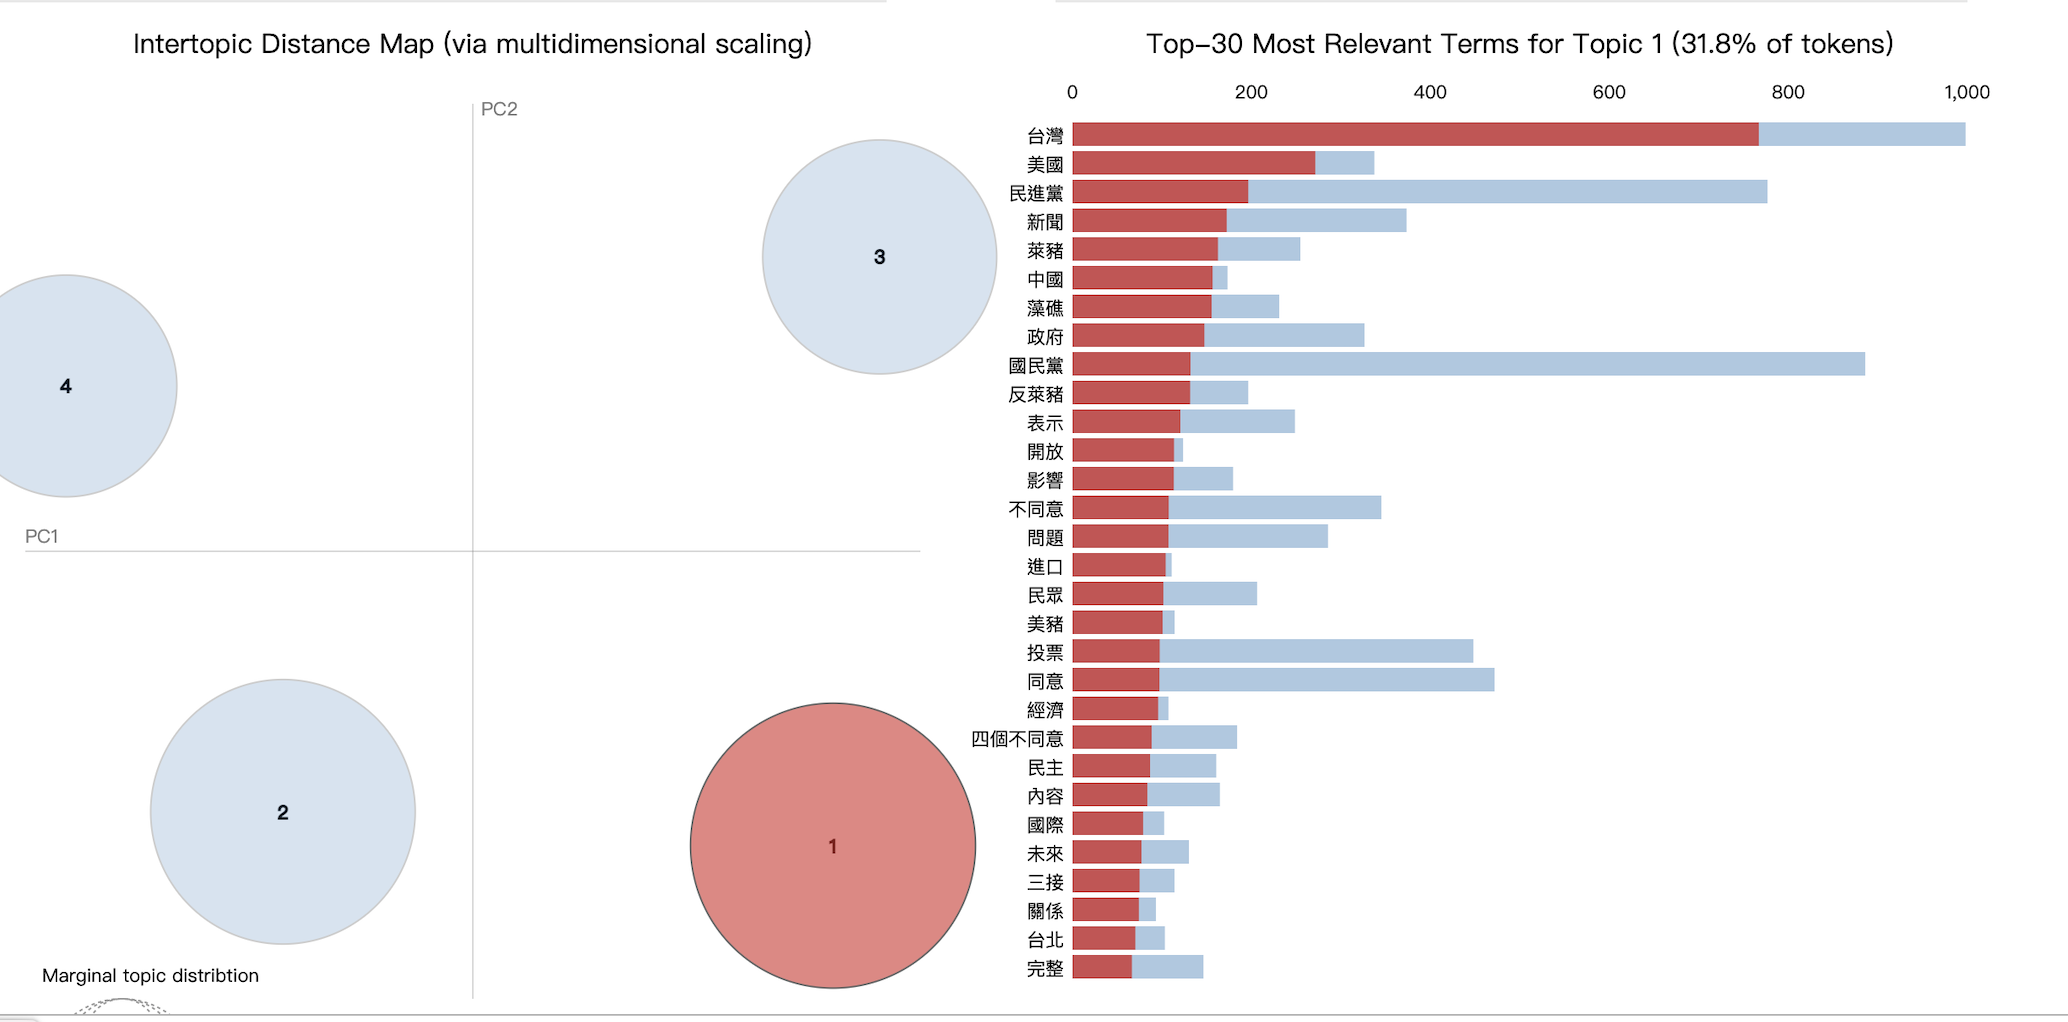 Intertopic Distance Map (via multidimensional scaling)
PC2
3
4
PC1
2
1
Marginal topic distribtion
Top-30 Most Relevant Terms for Topic 1 (31.8% of tokens)
0 200 400 600 800 1,000
台灣
美國
民進黨
新聞
萊豬
中國
藻礁
政府
國民黨
反萊豬
表示
開放
影響
不同意
問題
進口
民眾
美豬
投票
同意
經濟
四個不同意
民主
內容
國際
未來
三接
關係
台北
完整